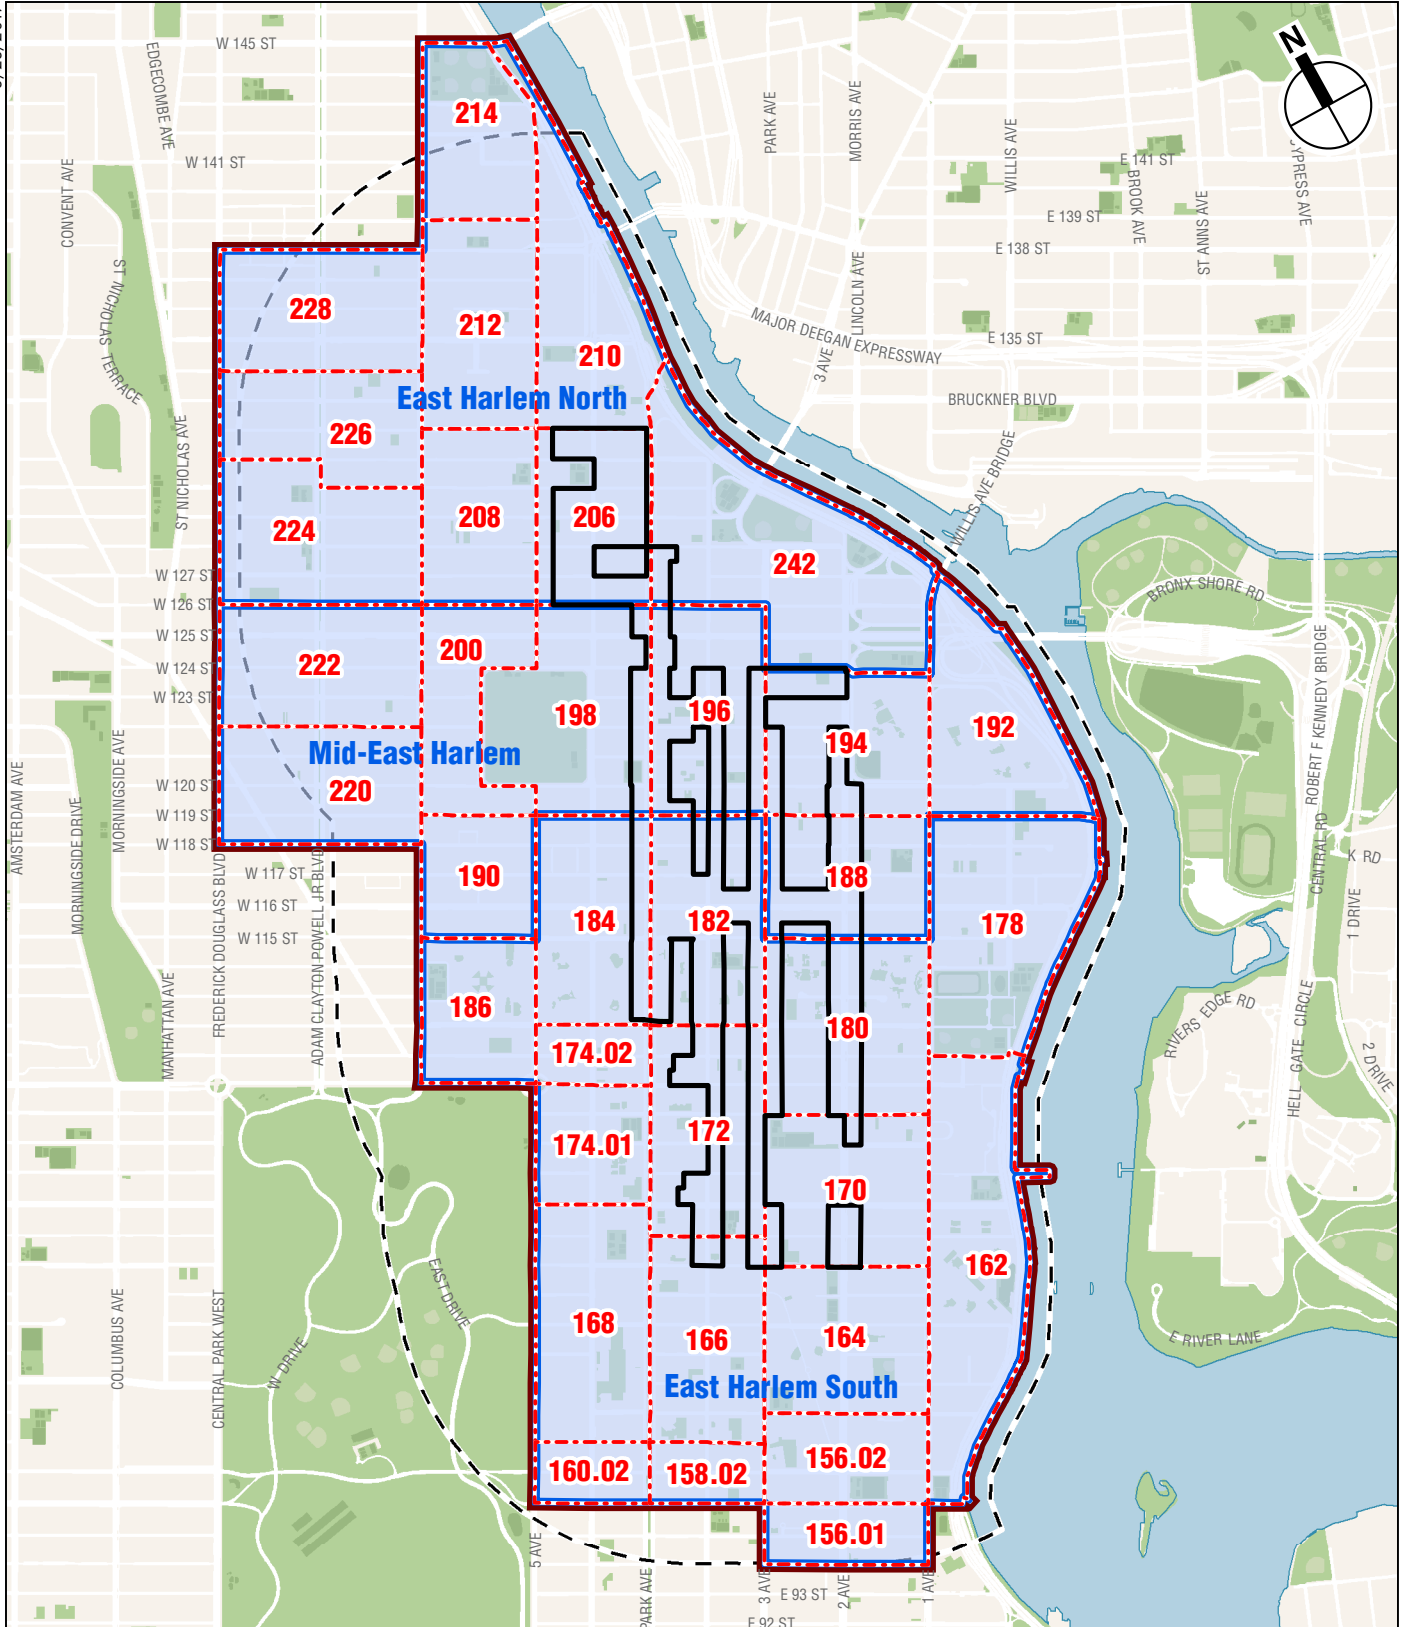 W 145 ST
EDGECOMBE AVE
214
PARK AVE
MORRIS AVE
N
WILLIS AVE
W 141 ST
E 141 ST
BROOK AVE
CONVENT AVE
E 139 ST
ST ANNS AVE
E 138 ST
ST NICHOLAS TERRACE
228
212
210
LINCOLN AVE
MAJOR DEEGAN EXPRESSWAY
3 AVE
E 135 ST
East Harlem North
BRUCKNER BLVD
226
ST NICHOLAS AVE
WILLIS AVE BRIDGE
224
208
206
242
W 127 ST
W 126 ST
W 125 ST
W 124 ST
W 123 ST
BRONX SHORE RD
222
200
198
196
194
192
ROBERT F KENNEDY BRIDGE
Mid-East Harlem
220
MORNINGSIDE AVE
AMSTERDAM AVE
MORNINGSIDE DRIVE
W 120 ST
W 119 ST
W 118 ST
W 117 ST
W 116 ST
W 115 ST
FREDERICK DOUGLASS BLVD
ADAM CLAYTON POWELL JR BLVD
190
188
184
182
178
CENTRAL RD
K RD
1 DRIVE
MANHATTAN AVE
186
180
RIVERS EDGE RD
HELL GATE CIRCLE
2 DRIVE
174.02
174.01
172
170
162
EAST DRIVE
COLUMBUS AVE
CENTRAL PARK WEST
W DRIVE
168
166
164
E RIVER LANE
East Harlem South
160.02
158.02
156.02
156.01
5 AVE
PARK AVE
3 AVE
E 93 ST
2 AVE
1 AVE
E 92 ST